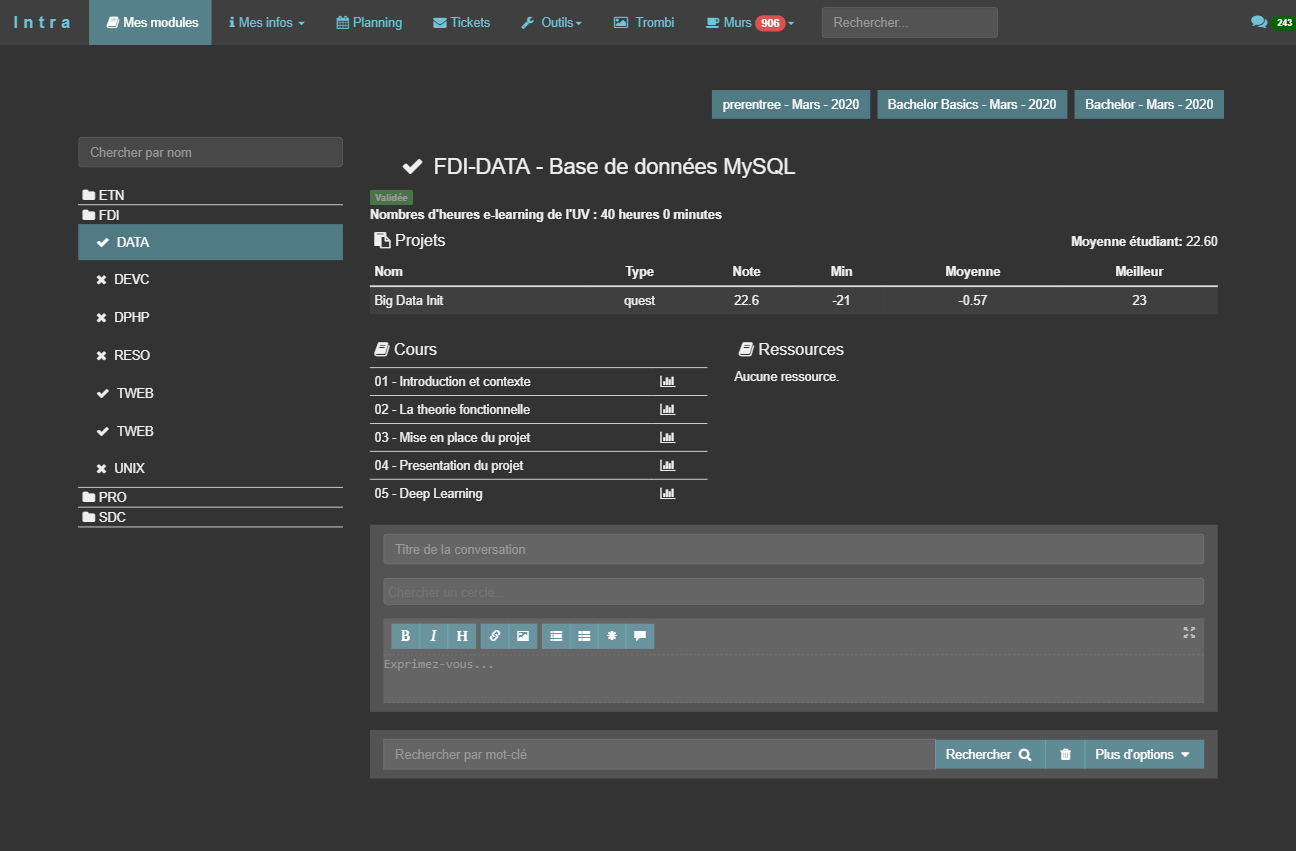 Intra Mes modules Mes infos Planning Tickets Outils Trombi Murs 906 Rechercher... 243
prerentree - Mars - 2020 Bachelor Basics - Mars - 2020 Bachelor - Mars - 2020
Chercher par nom
ETN
FDI
DATA
DEVC
DPHP
RESO
TWEB
TWEB
UNIX
PRO
SDC
FDI-DATA - Base de données MySQL
Validée
Nombres d'heures e-learning de l'UV : 40 heures 0 minutes
Projets Moyenne étudiant: 22.60
Nom Type Note Min Moyenne Meilleur
Big Data Init quest 22.6 -21 -0.57 23
Cours
01 - Introduction et contexte
02 - La theorie fonctionnelle
03 - Mise en place du projet
04 - Presentation du projet
05 - Deep Learning
Ressources
Aucune ressource.
Titre de la conversation
Chercher un cercle...
B I H
Exprimez-vous...
Rechercher par mot-clé Rechercher Plus d'options